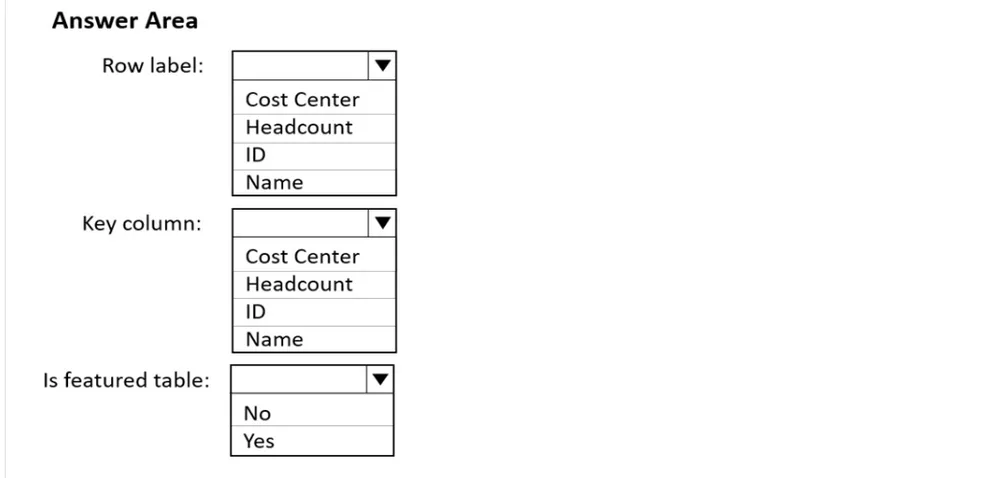 Answer Area
Row label:
Cost Center
Headcount
ID
Name
Key column:
Cost Center
Headcount
ID
Name
Is featured table:
No
Yes